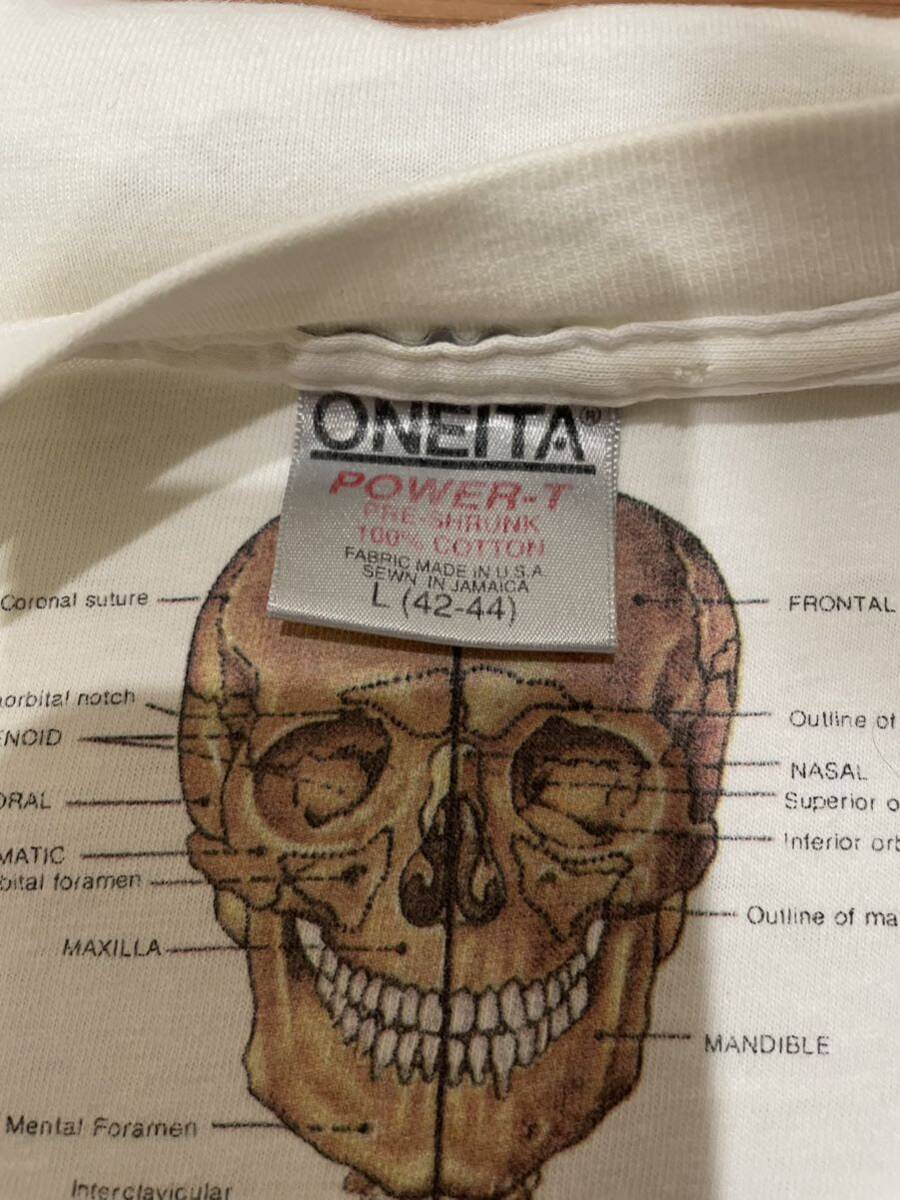 ONEITA®
POWER-T
PRE-SHRUNK
100% COTTON
FABRIC MADE IN U.S.A
SEWN IN JAMAICA
L (42-44)
Coronal suture
FRONTAL
orbital notch
ENOID
ORAL
MATIC
bital foramen
MAXILLA
Mental Foramen
Interclavicular
Outline of
NASAL
Superior o
Inferior orb
Outline of ma
MANDIBLE